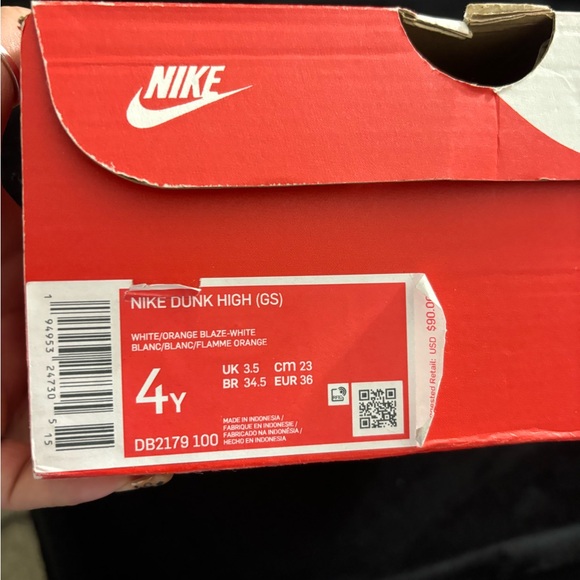 NIKE
NIKE DUNK HIGH (GS)
WHITE/ORANGE BLAZE-WHITE
BLANC/BLANC/FLAMME ORANGE
4Y
UK 3.5 CM 23
BR 34.5 EUR 36
MADE IN INDONESIA /
FABRIQUE EN INDONESIE /
FABRICADO NA INDONÉSIA /
HECHO EN INDONESIA
DB2179 100
1 94953 24730 5 15
Retail: USD $90.00